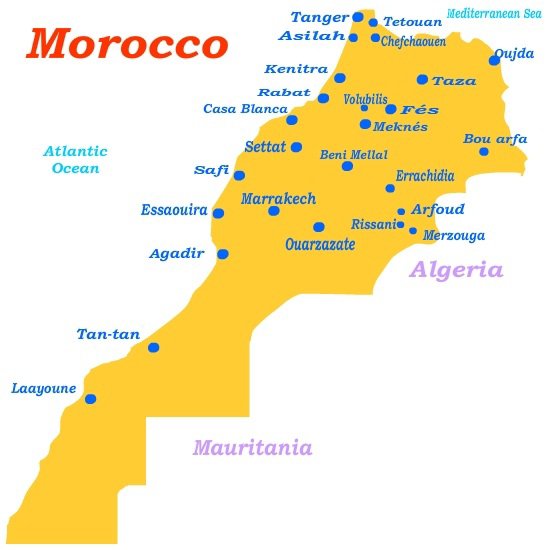 Morocco
Mediterranean Sea
Tanger
Tetouan
Asilah
Chefchaouen
Oujda
Kenitra
Taza
Rabat
Volubilis
Casa Blanca
Fés
Meknés
Bou arfa
Settat
Atlantic
Ocean
Beni Mellal
Safi
Errachidia
Marrakech
Essaouira
Arfoud
Rissani
Merzouga
Ouarzazate
Agadir
Algeria
Tan-tan
Laayoune
Mauritania